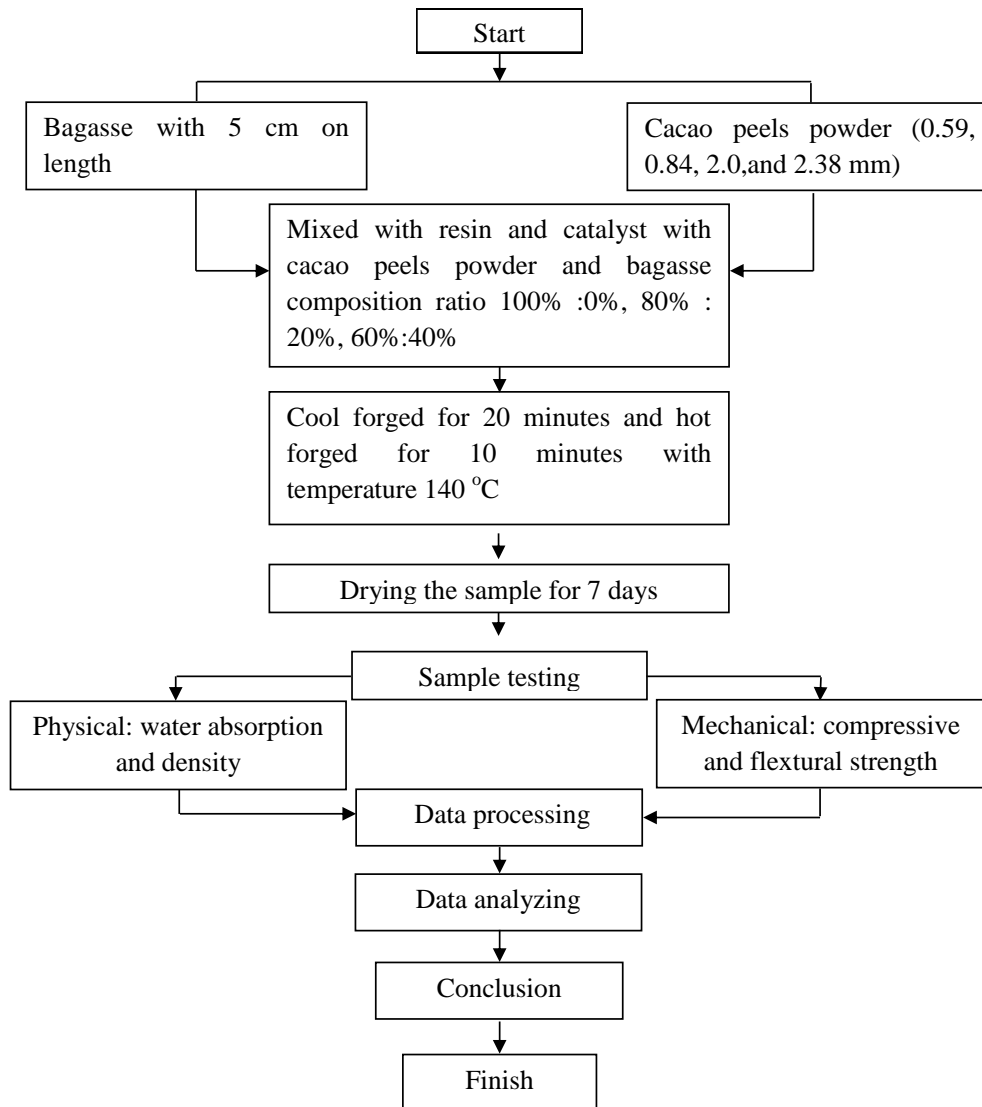 Start
Bagasse with 5 cm on
length
Cacao peels powder (0.59,
0.84, 2.0,and 2.38 mm)
Mixed with resin and catalyst with
cacao peels powder and bagasse
composition ratio 100% :0%, 80% :
20%, 60%:40%
Cool forged for 20 minutes and hot
forged for 10 minutes with
temperature 140 °C
Drying the sample for 7 days
Sample testing
Physical: water absorption
and density
Mechanical: compressive
and flextural strength
Data processing
Data analyzing
Conclusion
Finish